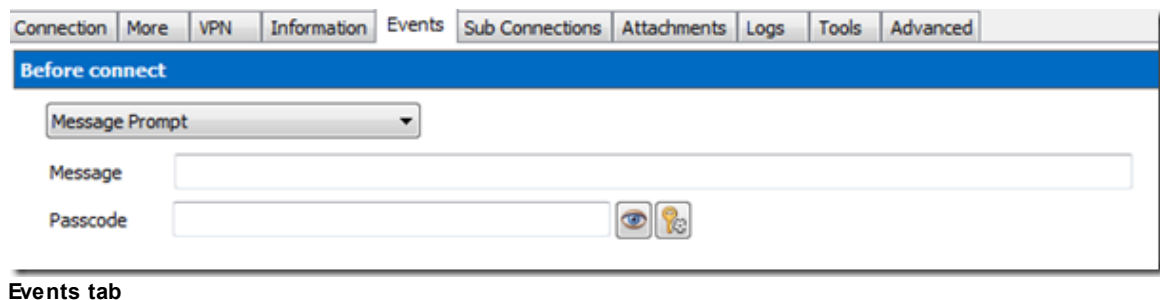 Connection More VPN Information Events Sub Connections Attachments Logs Tools Advanced
Before connect
Message Prompt
Message
Passcode
Events tab